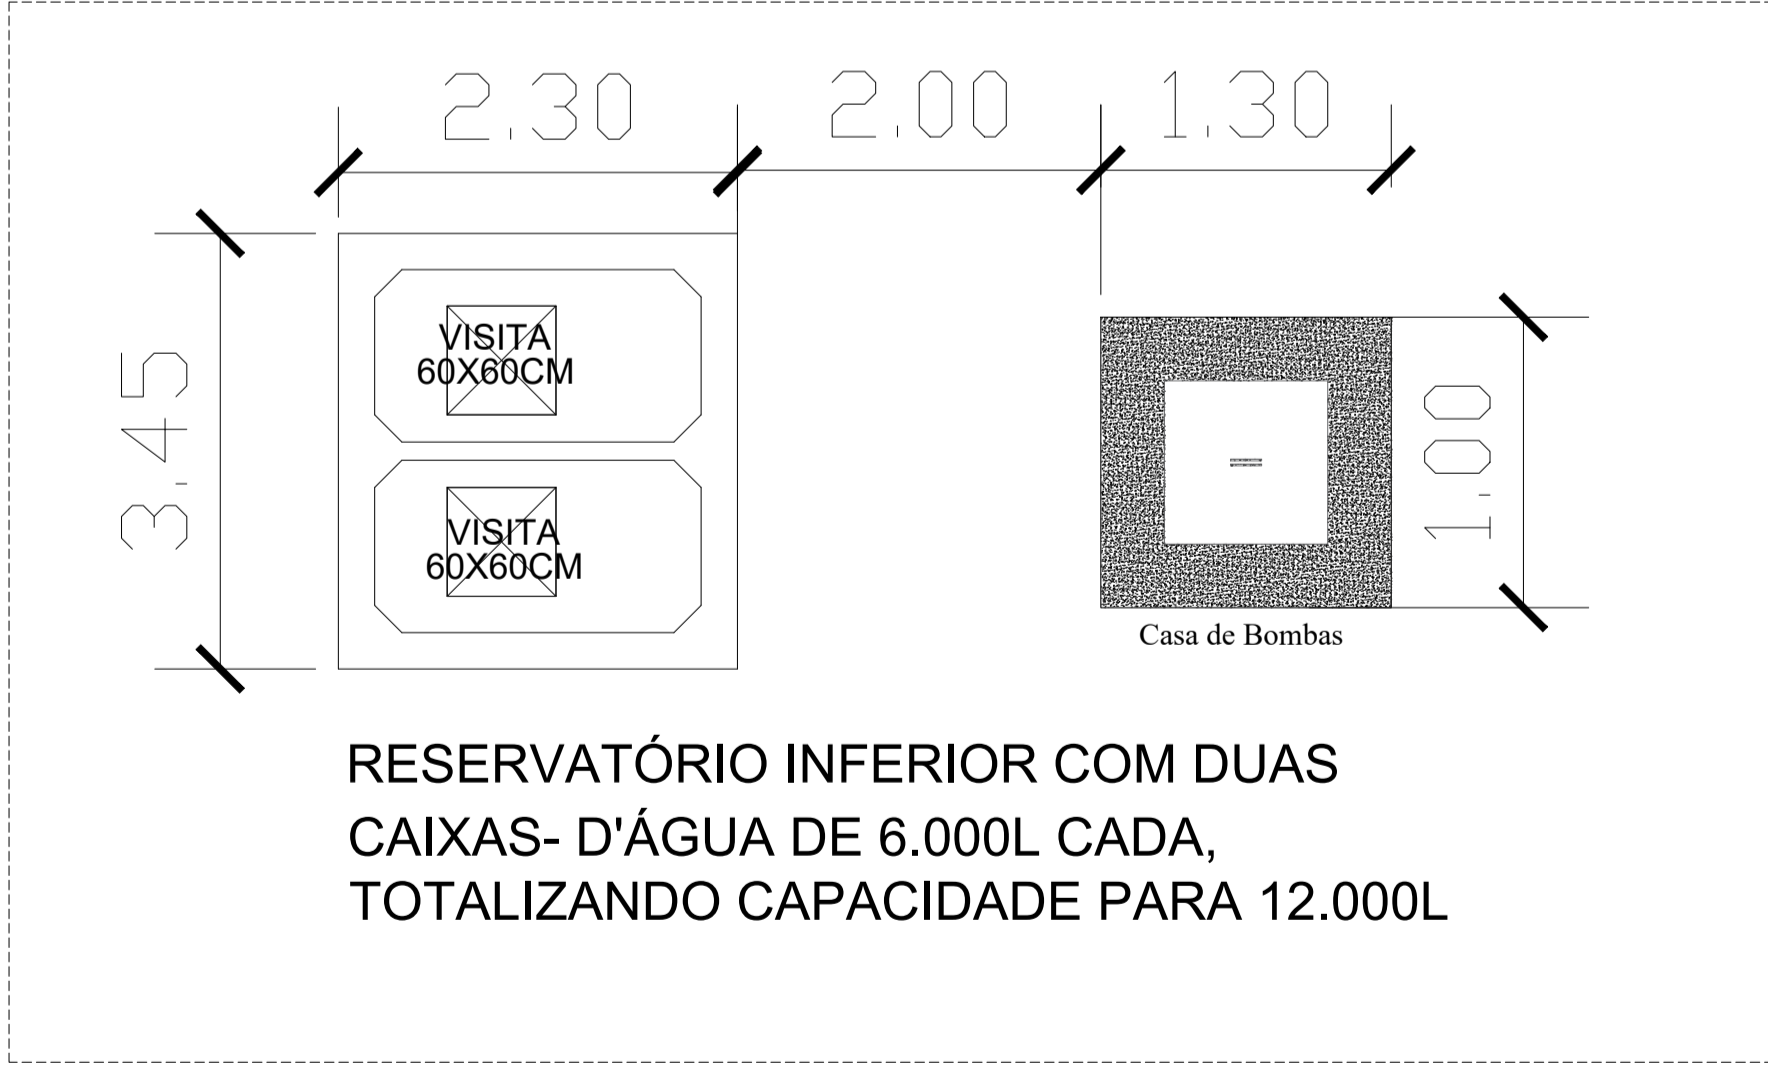 2.30
2.00
1.30
3.45
VISITA
60X60CM
VISITA
60X60CM
1.00
Casa de Bombas
RESERVATÓRIO INFERIOR COM DUAS
CAIXAS- D'ÁGUA DE 6.000L CADA,
TOTALIZANDO CAPACIDADE PARA 12.000L